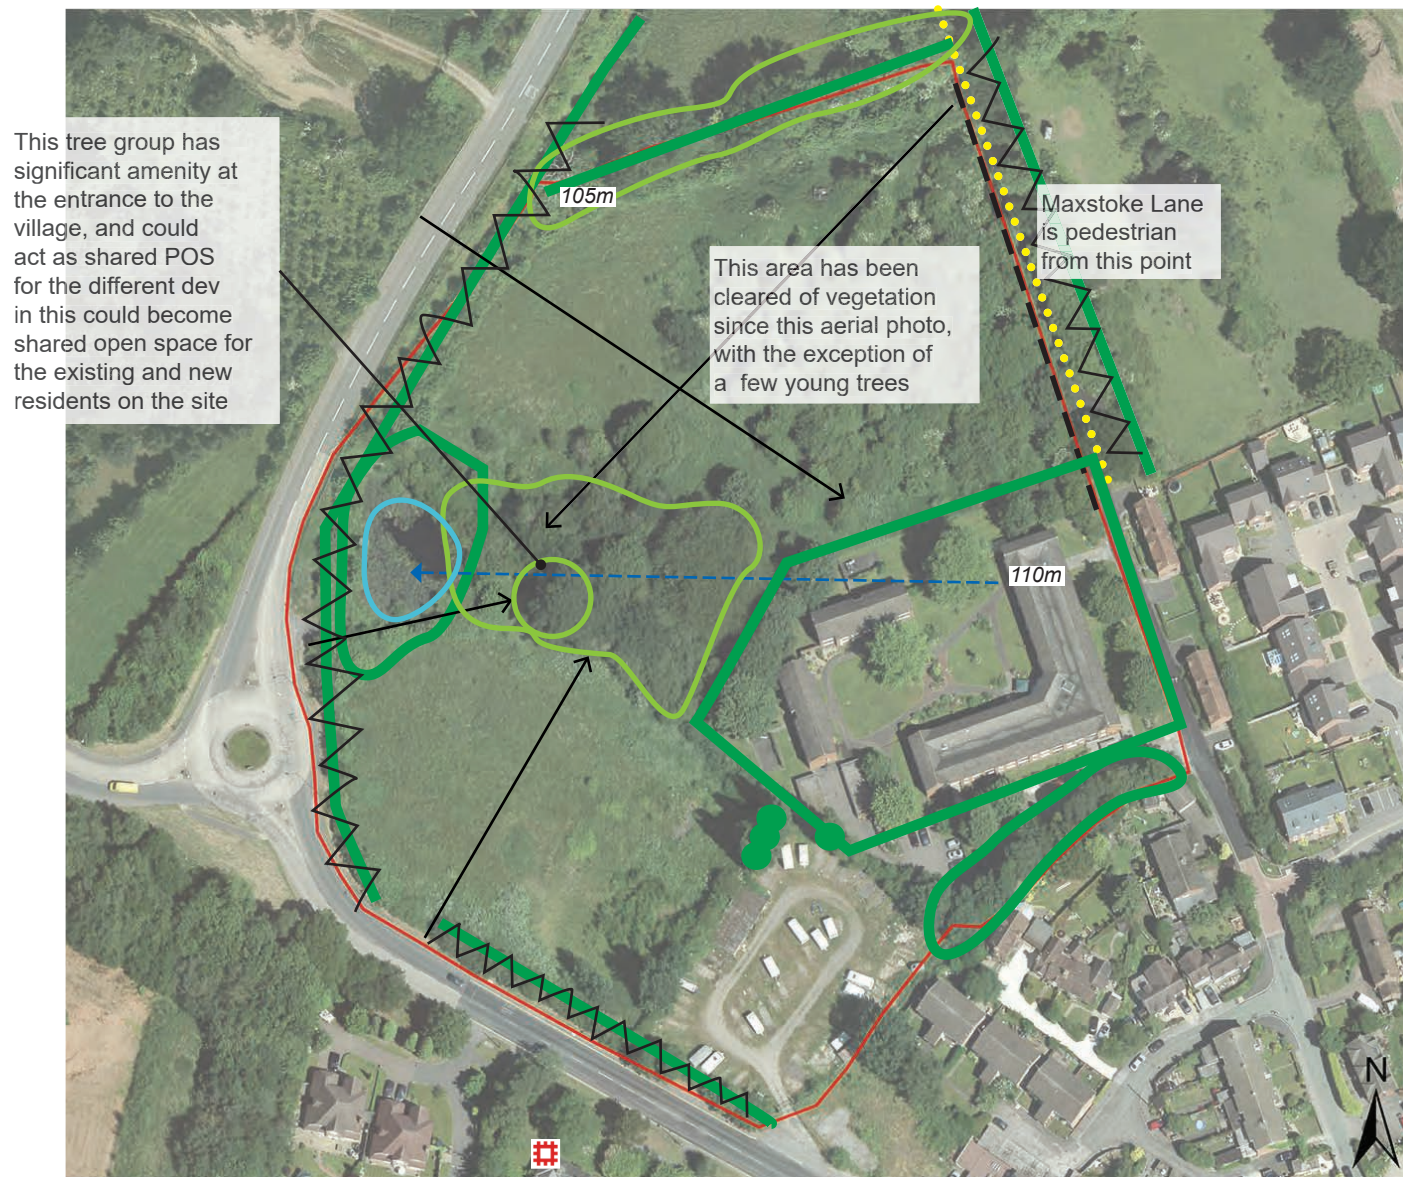 This tree group has
significant amenity at
the entrance to the
village, and could
act as shared POS
for the different dev
in this could become
shared open space for
the existing and new
residents on the site
105m
This area has been
cleared of vegetation
since this aerial photo,
with the exception of
a few young trees
Maxstoke Lane
is pedestrian
from this point
110m
N